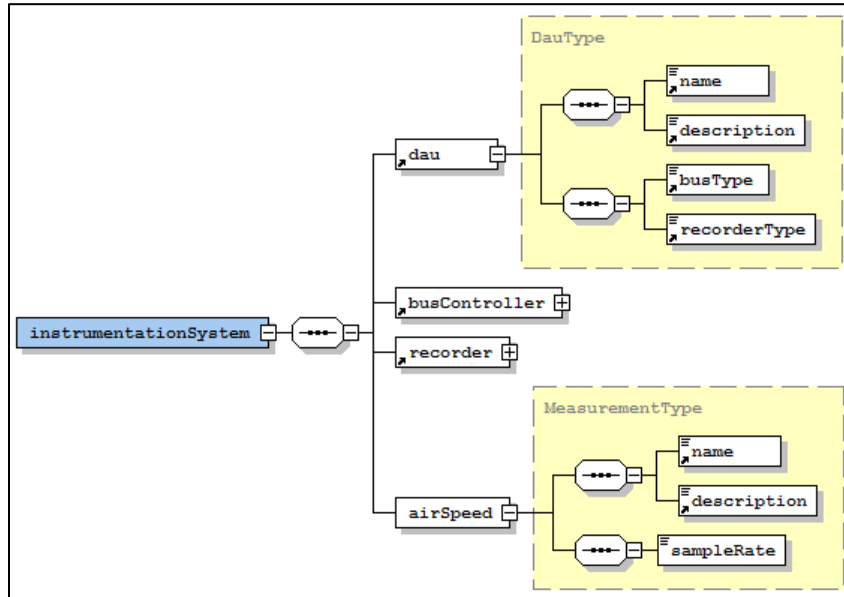 DauType
name
description
dau
busType
recorderType
busController
instrumentationSystem
recorder
MeasurementType
name
description
airSpeed
sampleRate